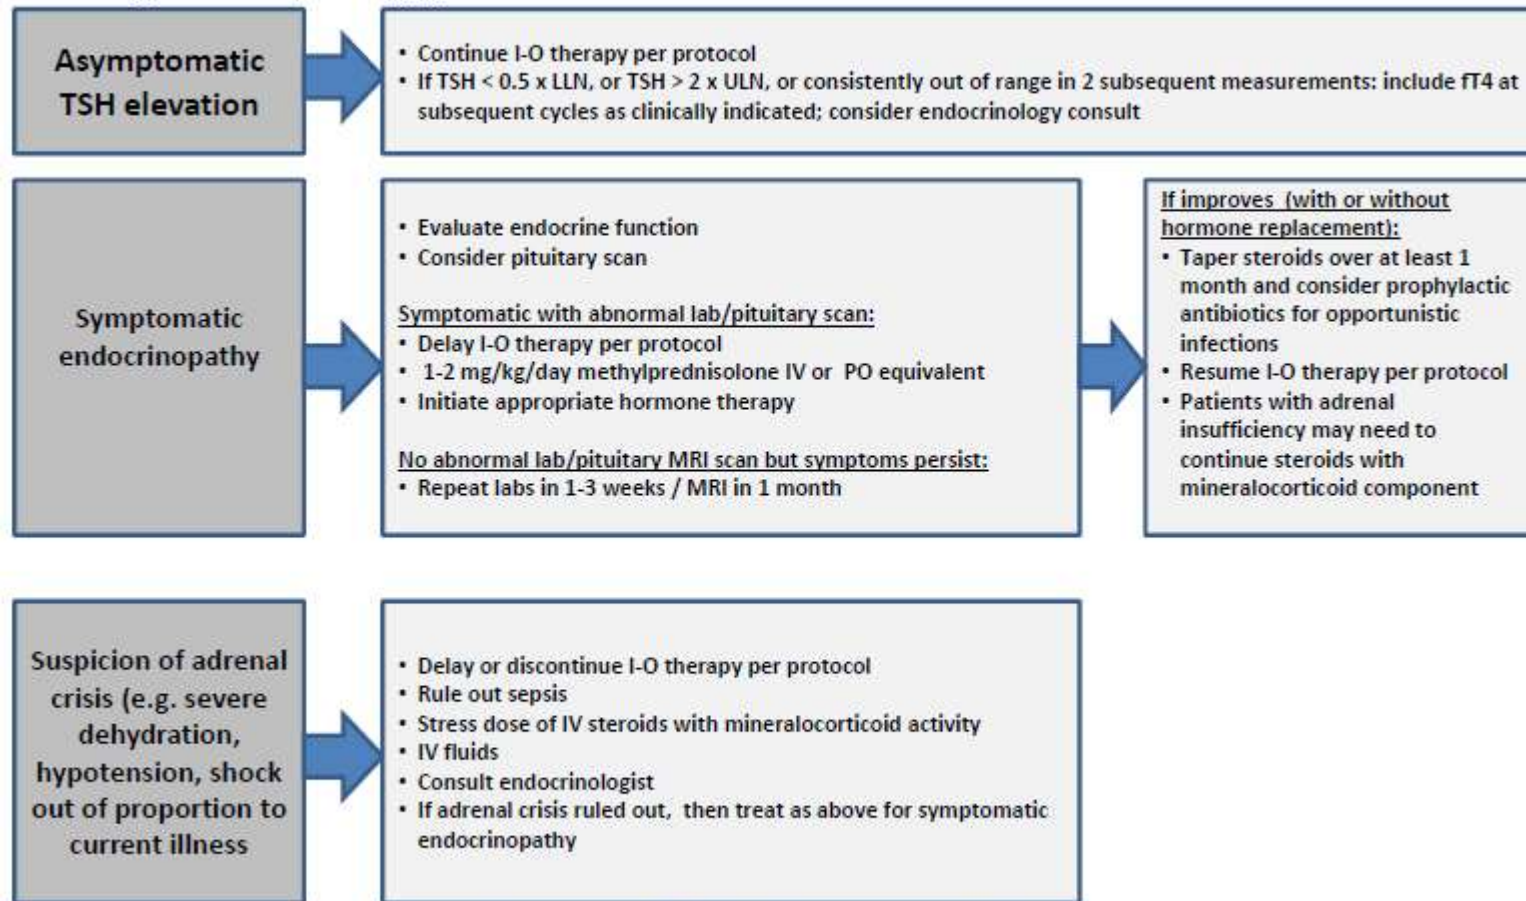 Asymptomatic
TSH elevation
• Continue I-O therapy per protocol
• If TSH < 0.5 x LLN, or TSH > 2 x ULN, or consistently out of range in 2 subsequent measurements: include fT4 at
subsequent cycles as clinically indicated; consider endocrinology consult
Symptomatic
endocrinopathy
• Evaluate endocrine function
• Consider pituitary scan
Symptomatic with abnormal lab/pituitary scan:
• Delay I-O therapy per protocol
• 1-2 mg/kg/day methylprednisolone IV or PO equivalent
• Initiate appropriate hormone therapy
No abnormal lab/pituitary MRI scan but symptoms persist:
• Repeat labs in 1-3 weeks / MRI in 1 month
If improves (with or without
hormone replacement):
• Taper steroids over at least 1
month and consider prophylactic
antibiotics for opportunistic
infections
• Resume I-O therapy per protocol
• Patients with adrenal
insufficiency may need to
continue steroids with
mineralocorticoid component
Suspicion of adrenal
crisis (e.g. severe
dehydration,
hypotension, shock
out of proportion to
current illness
• Delay or discontinue I-O therapy per protocol
• Rule out sepsis
• Stress dose of IV steroids with mineralocorticoid activity
• IV fluids
• Consult endocrinologist
• If adrenal crisis ruled out, then treat as above for symptomatic
endocrinopathy